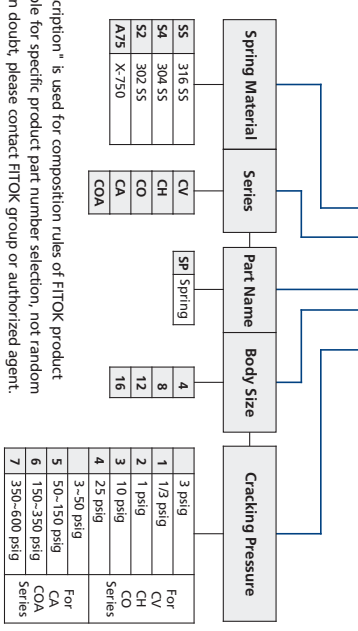 Spring Material
Series
Part Name
Body Size
Cracking Pressure
SS 316 SS
S4 304 SS
S2 302 SS
A75 X-750
CV
CH
CO
CA
COA
SP Spring
4
8
12
16
3 psig
1 1/3 psig
2 1 psig
3 10 psig
4 25 psig
For
CV
CH
CO
Series
3~50 psig
5 50~150 psig
6 150~350 psig
7 350~600 psig
For
CA
COA
Series
cription" is used for composition rules of FITOK product
ble for specific product part number selection, not random
n doubt, please contact FITOK group or authorized agent.